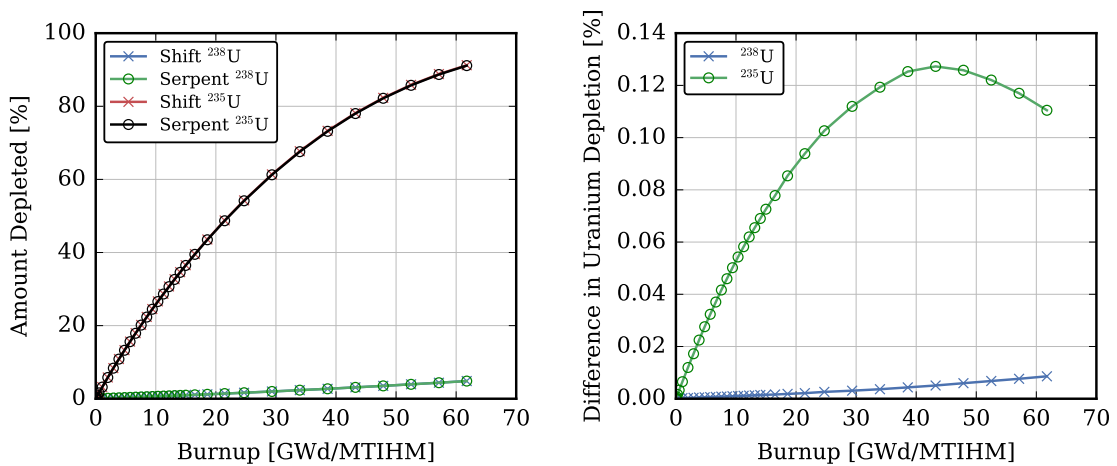 100
80
60
40
20
0
Amount Depleted [%]
Shift ²³⁸U
Serpent ²³⁸U
Shift ²³⁵U
Serpent ²³⁵U
0 10 20 30 40 50 60 70
Burnup [GWd/MTIHM]
0.14
0.12
0.10
0.08
0.06
0.04
0.02
0.00
Difference in Uranium Depletion [%]
²³⁸U
²³⁵U
0 10 20 30 40 50 60 70
Burnup [GWd/MTIHM]